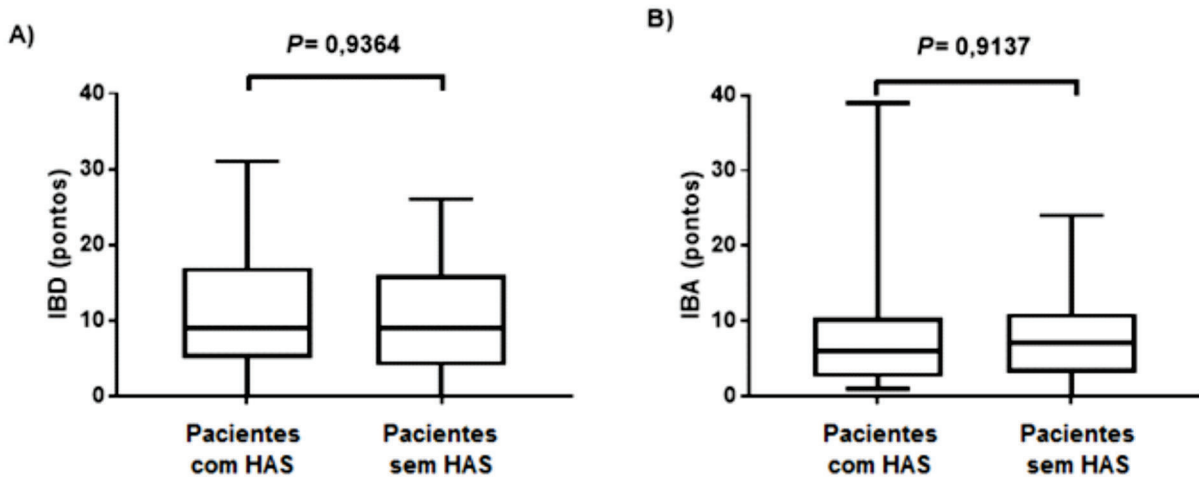 A)
P= 0,9364
IBD (pontos)
40
30
20
10
0
Pacientes
com HAS
Pacientes
sem HAS
B)
P= 0,9137
IBA (pontos)
40
30
20
10
0
Pacientes
com HAS
Pacientes
sem HAS